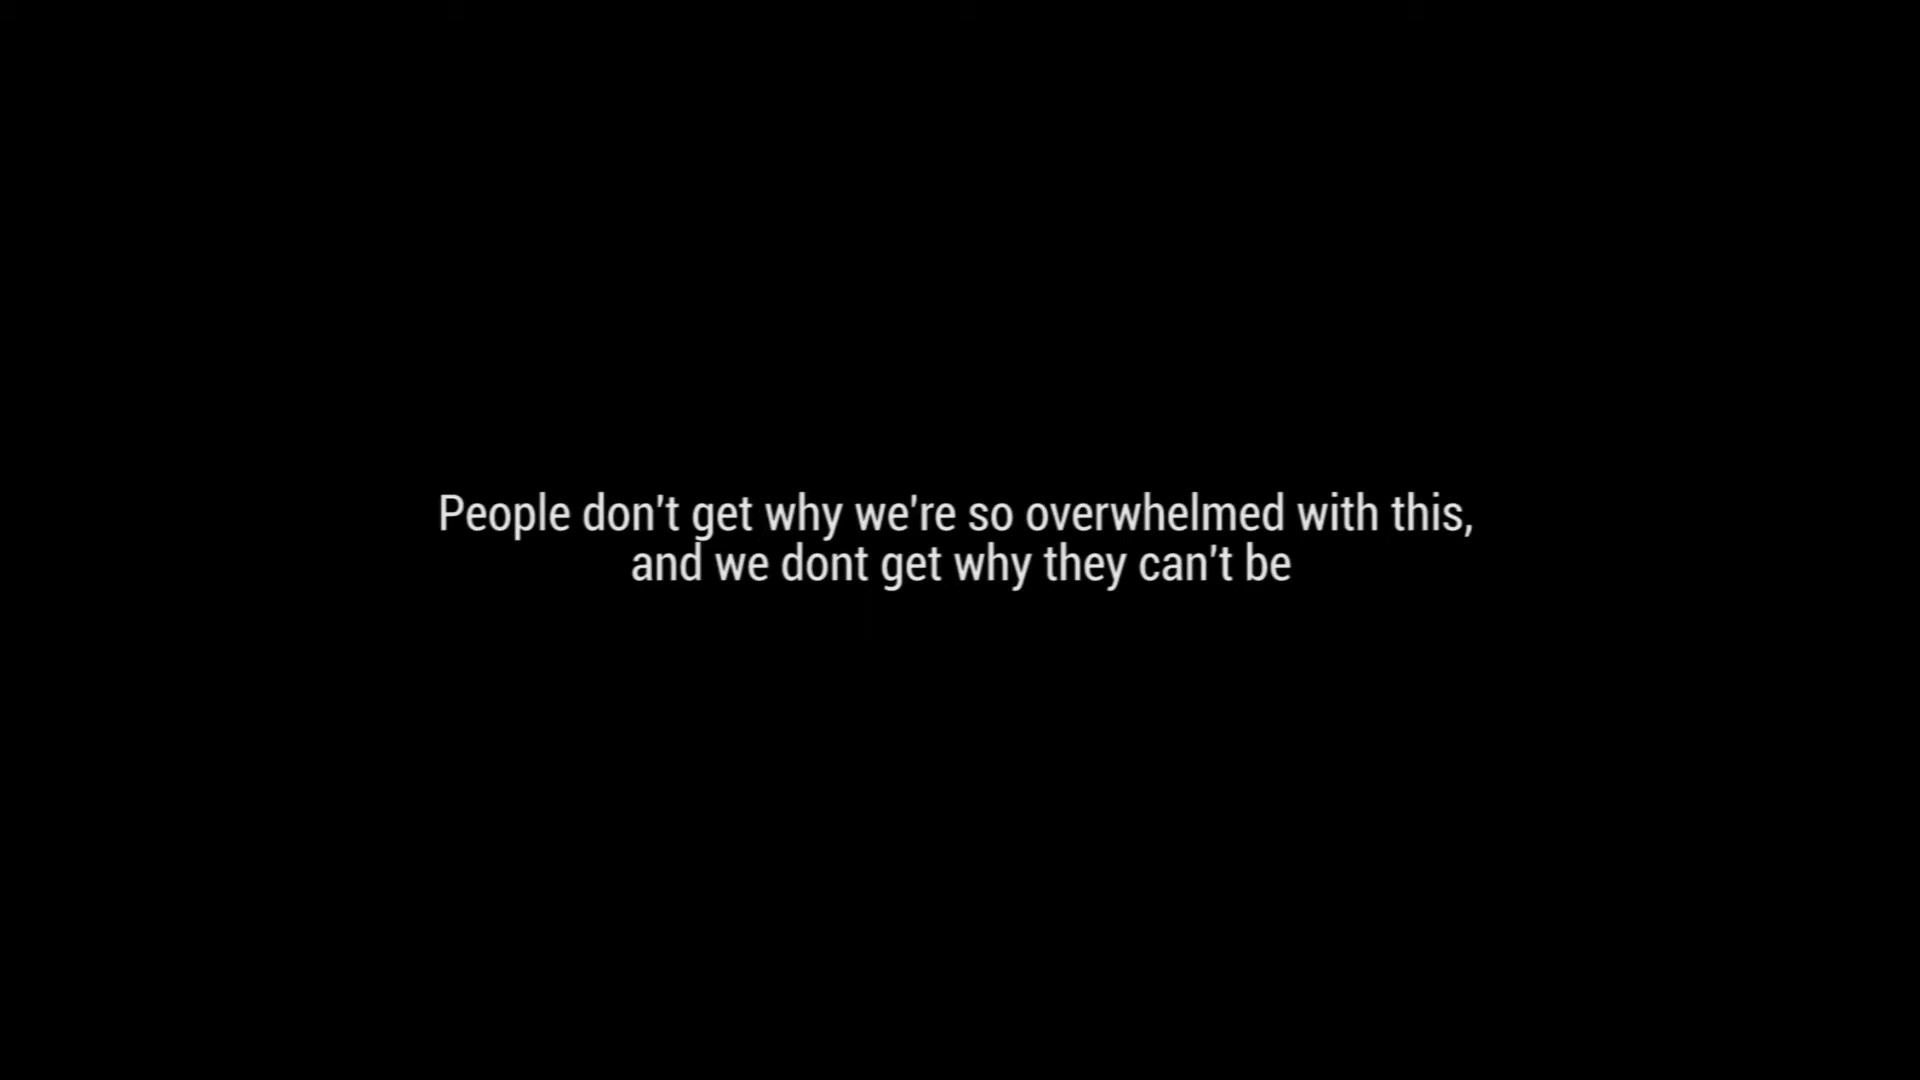 People don't get why we're so overwhelmed with this,
and we dont get why they can't be